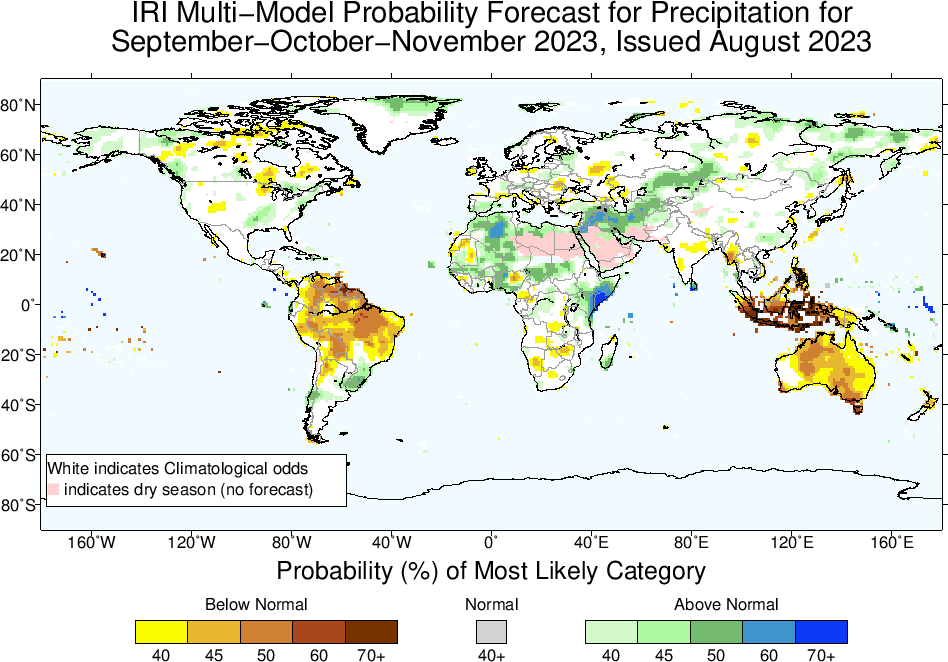 IRI Multi−Model Probability Forecast for Precipitation for
September−October−November 2023, Issued August 2023
80˚N
60˚N
40˚N
20˚N
0˚
20˚S
40˚S
60˚S
80˚S
White indicates Climatological odds
indicates dry season (no forecast)
160˚W 120˚W 80˚W 40˚W 0˚ 40˚E 80˚E 120˚E 160˚E
Probability (%) of Most Likely Category
Below Normal Normal Above Normal
40 45 50 60 70+ 40+ 40 45 50 60 70+